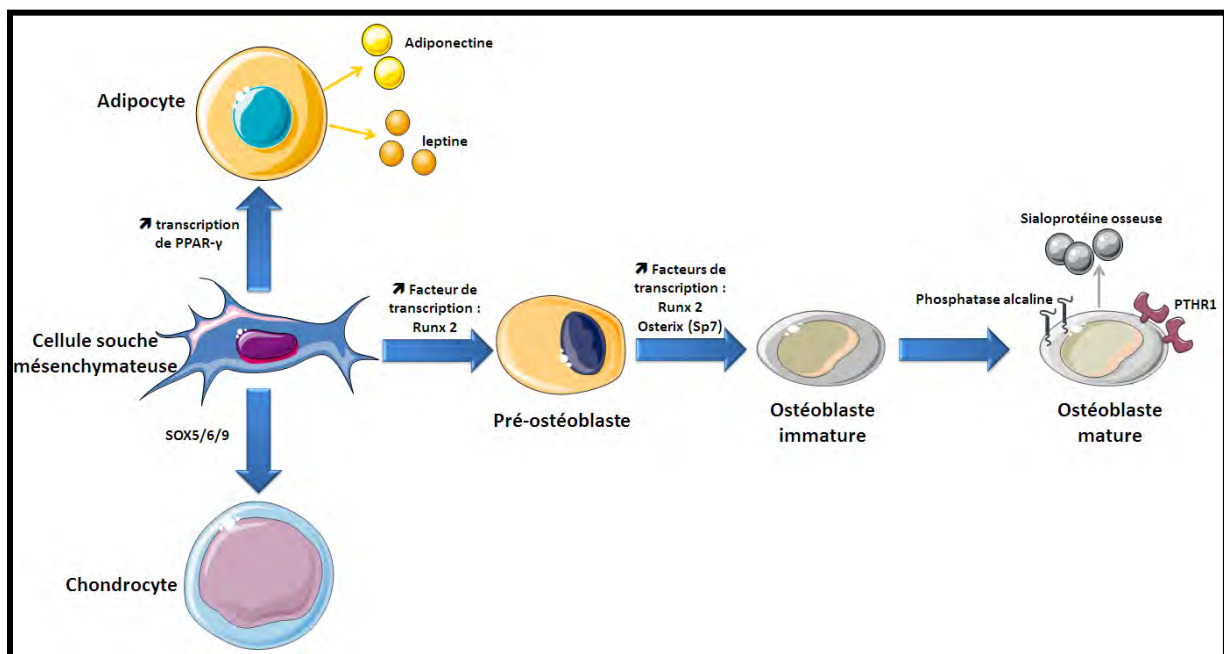 Adiponectine
Adipocyte
leptine
↗ transcription
de PPAR-γ
Sialoprotéine osseuse
↗ Facteurs de
transcription :
Runx 2
Osterix (Sp7)
↗ Facteur de
transcription :
Runx 2
Phosphatase alcaline
PTHR1
Cellule souche
mésenchymateuse
Pré-ostéoblaste
Ostéoblaste
immature
Ostéoblaste
mature
SOX5/6/9
Chondrocyte